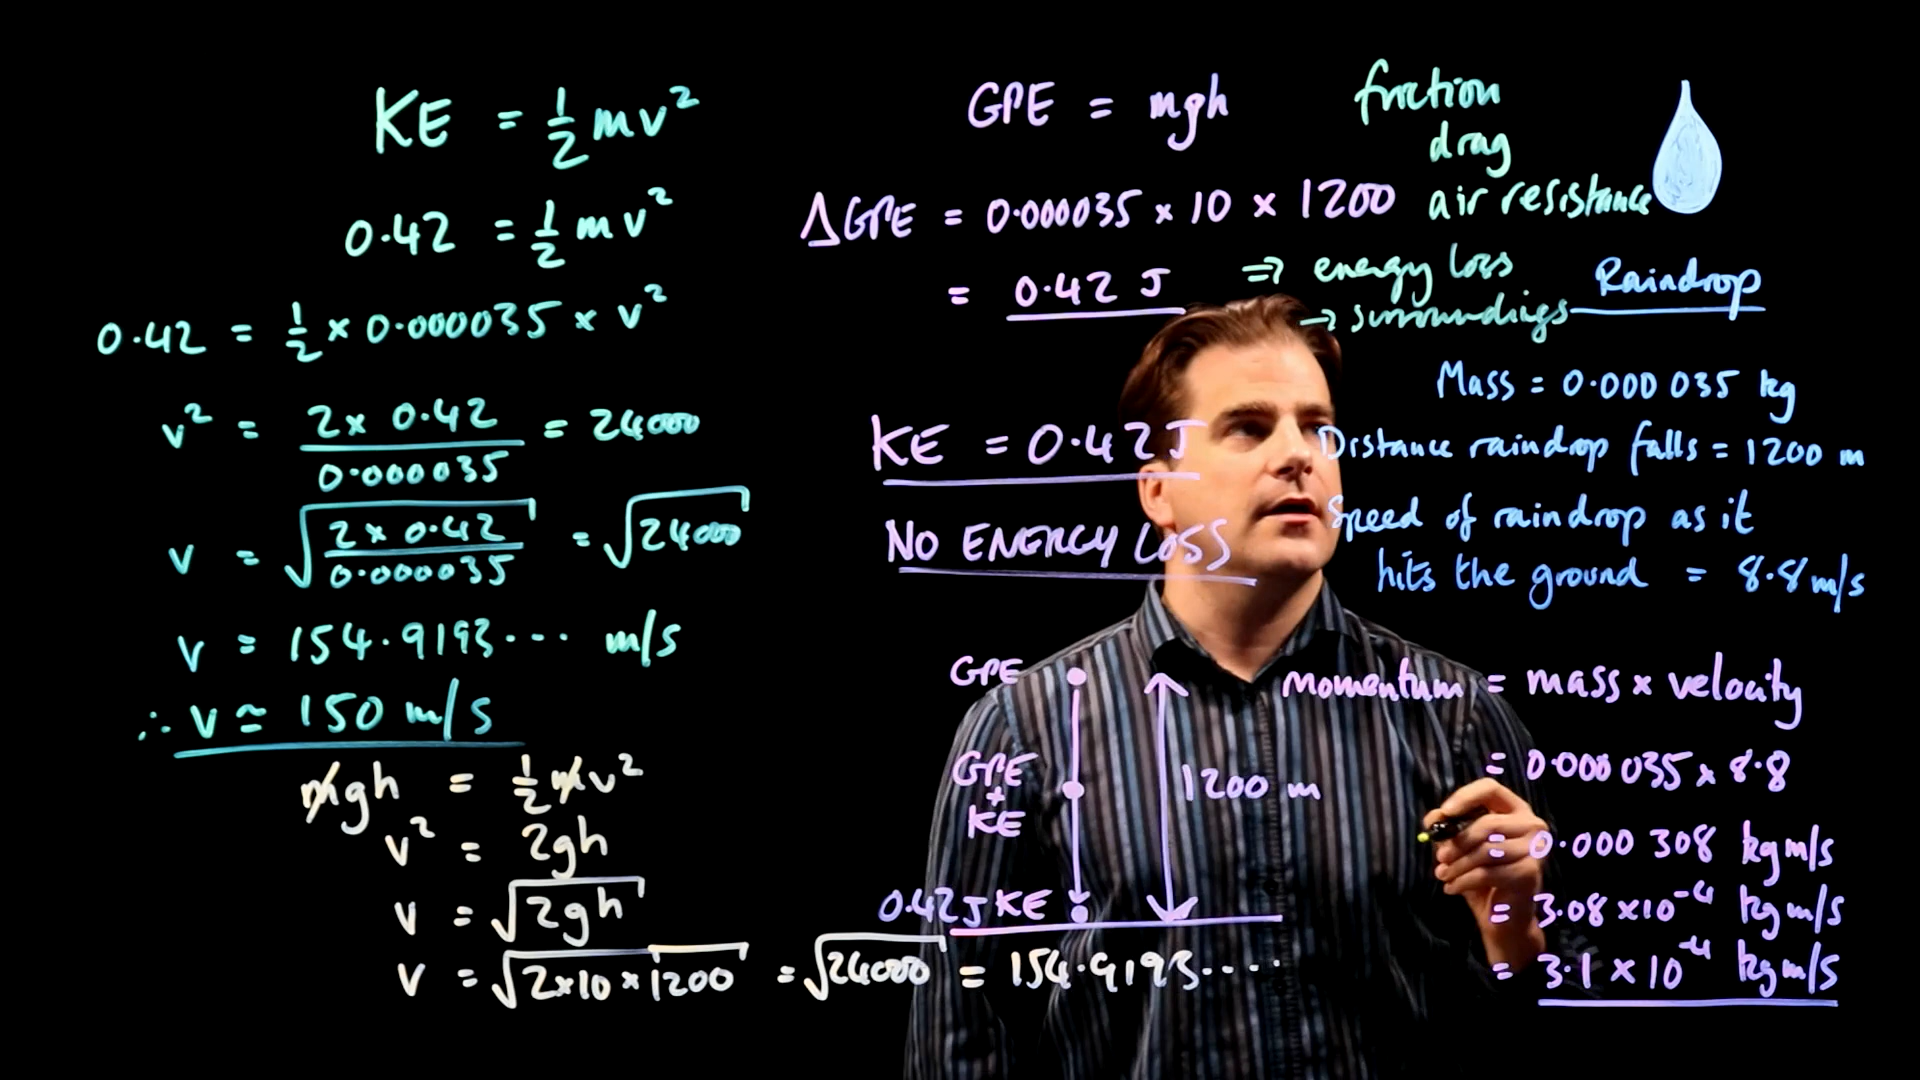 KE = ½mv²
0.42 = ½mv²
0.42 = ½ × 0.000035 × v²
v² = 2 × 0.42 / 0.000035 = 24000
v = √(2 × 0.42 / 0.000035) = √24000
v = 154.9193... m/s
∴ v ≃ 150 m/s
mgh = ½mv²
v² = 2gh
v = √2gh
v = √2×10×1200 = √24000 = 154.9193....
GPE = mgh
ΔGPE = 0.000035 × 10 × 1200
= 0.42 J
KE = 0.42J
NO ENERGY LOSS
GPE
GPE
+
KE
1200 m
0.42J KE
friction
drag
air resistance
⇒ energy loss
→ surroundings
Raindrop
Mass = 0.000 035 kg
Distance raindrop falls = 1200 m
Speed of raindrop as it
hits the ground = 8.8m/s
Momentum = mass × velocity
= 0.000 035 × 8.8
= 0.000 308 kg m/s
= 3.08 ×10⁻⁴ kg m/s
= 3.1 × 10⁻⁴ kg m/s